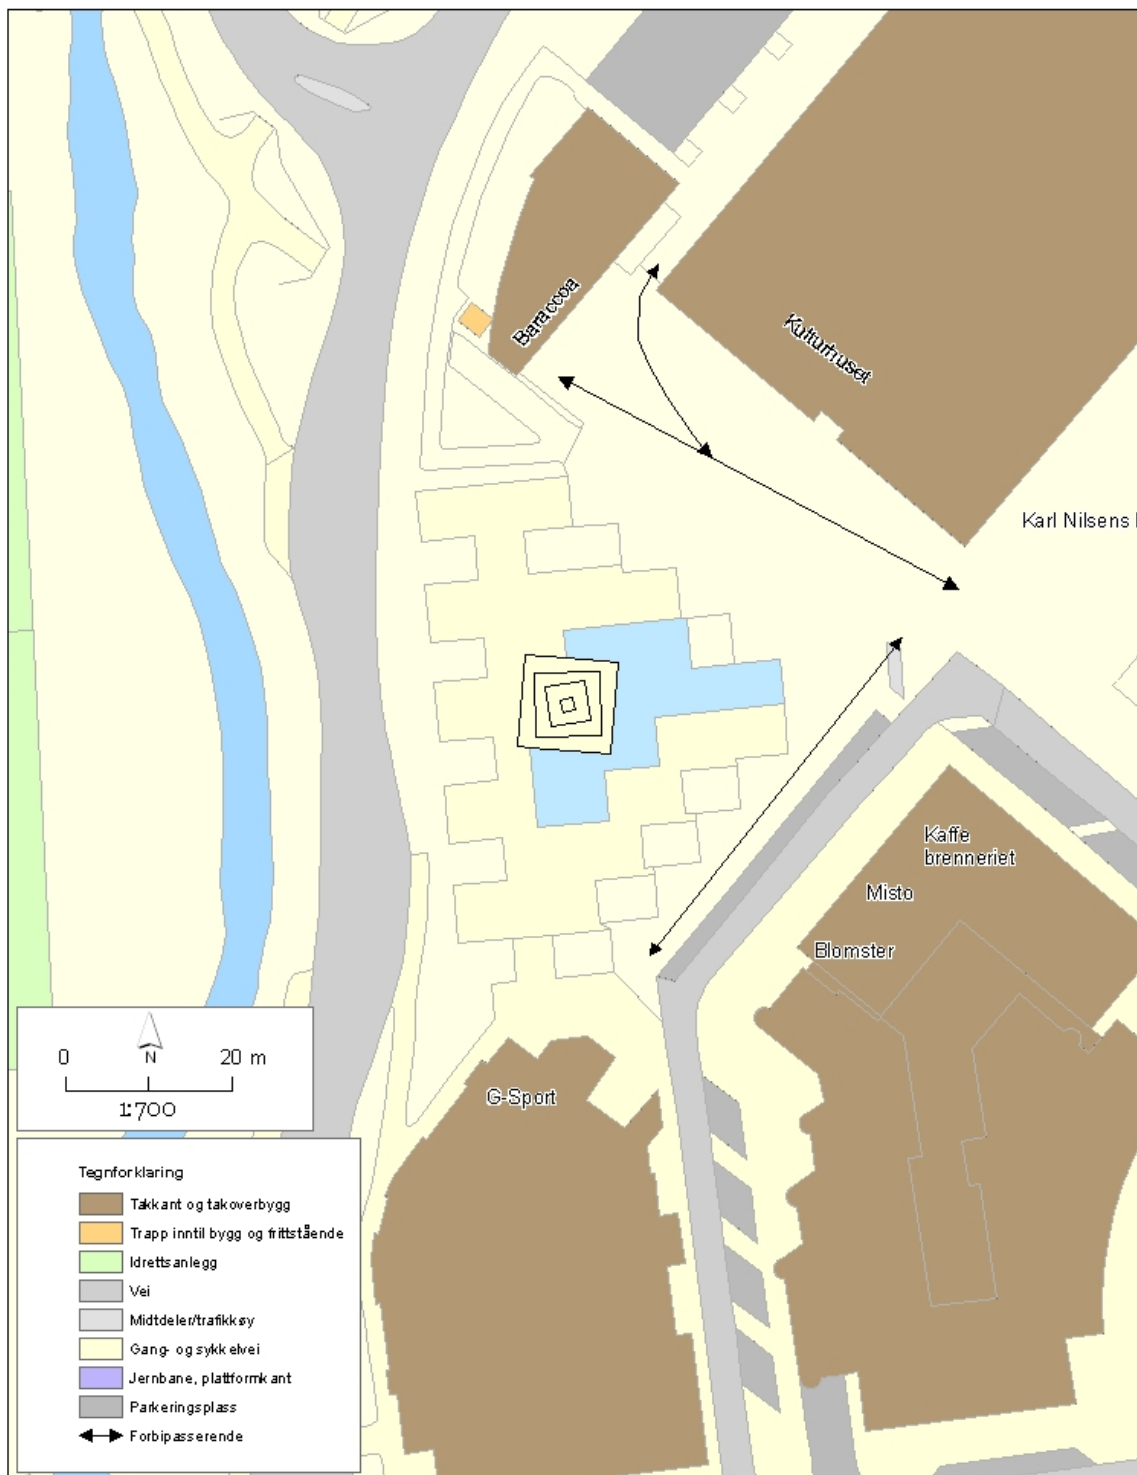 Baraccoa
Kulturhuset
Karl Nilsens
Kaffe
brenneriet
Misto
Blomster
G-Sport
0 20 m
N
1:700
Tegnforklaring
Takkant og takoverbygg
Trapp inntil bygg og frittstående
Idrettsanlegg
Vei
Midtdeler/trafikkøy
Gang- og sykkelvei
Jernbane, plattformkant
Parkeringsplass
Forbipasserende